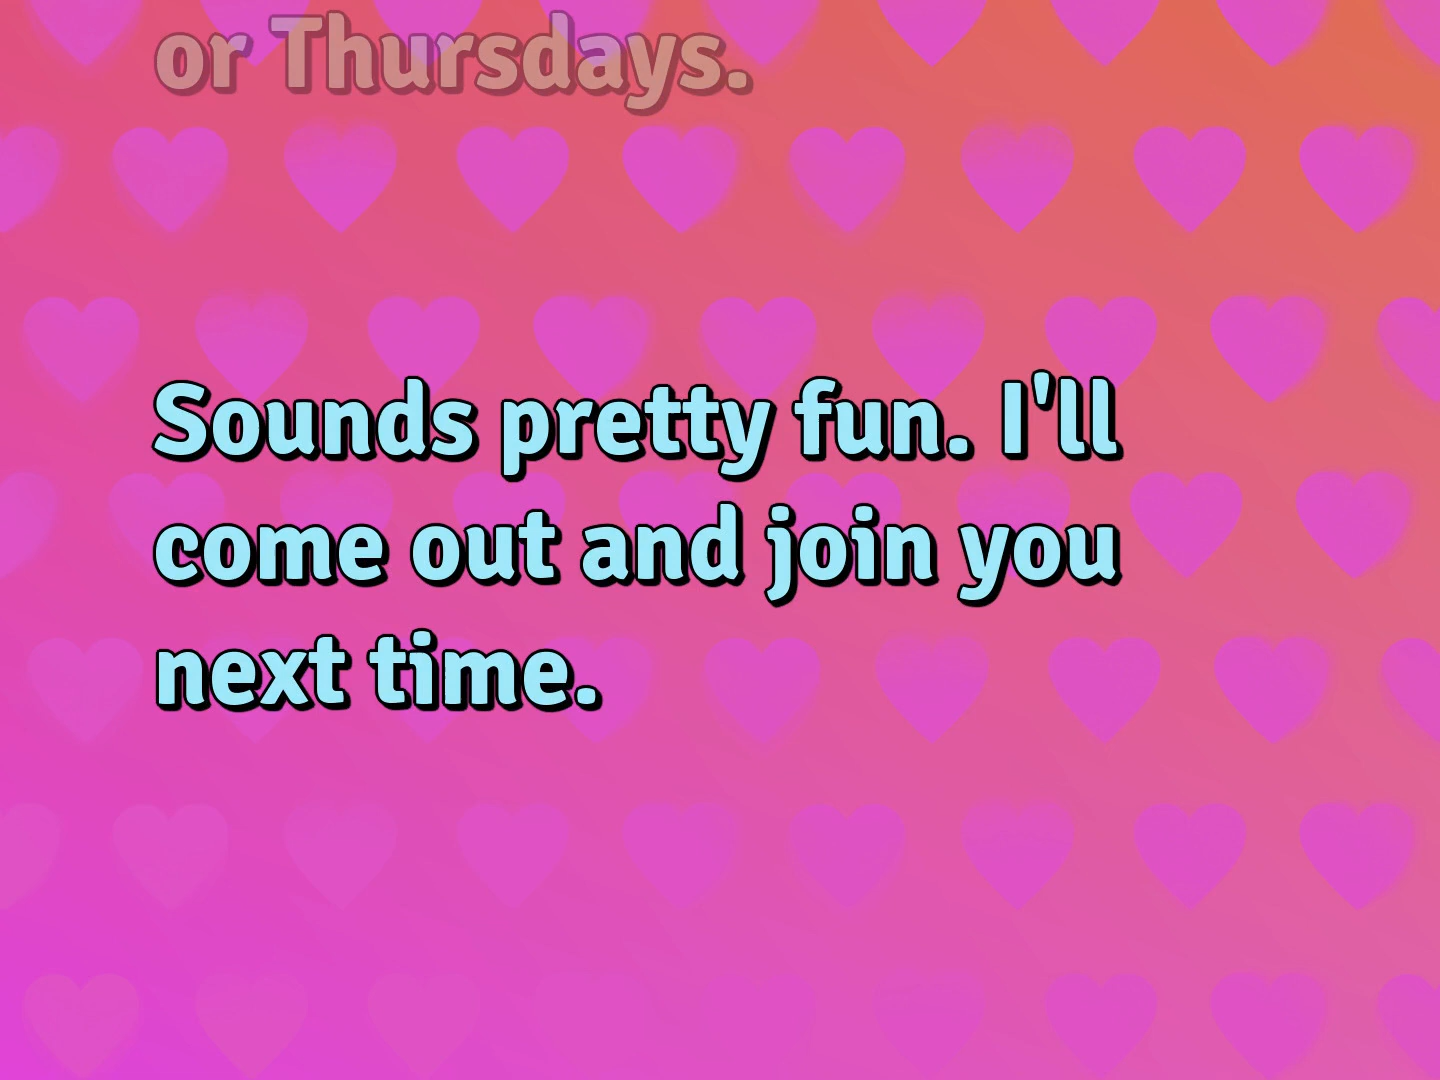 or Thursdays.
Sounds pretty fun. I'll
come out and join you
next time.